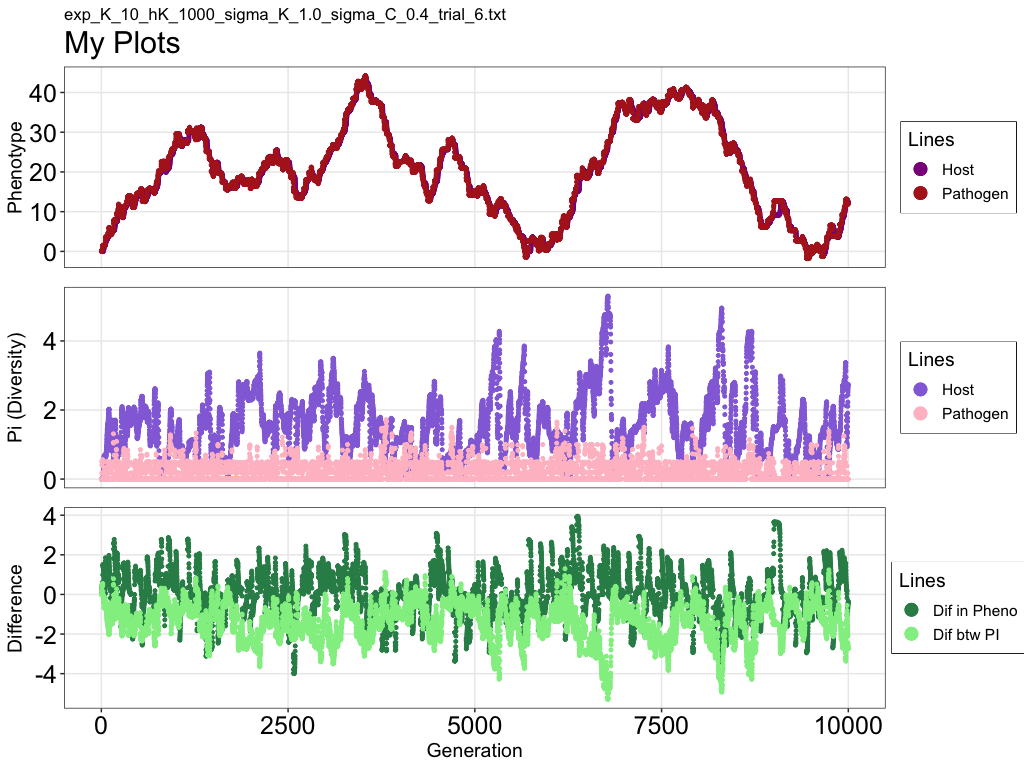 exp_K_10_hK_1000_sigma_K_1.0_sigma_C_0.4_trial_6.txt
My Plots
Phenotype
40
30
20
10
0
Lines
Host
Pathogen
Pi (Diversity)
4
2
0
Lines
Host
Pathogen
Difference
4
2
0
-2
-4
Lines
Dif in Pheno
Dif btw PI
0 2500 5000 7500 10000
Generation